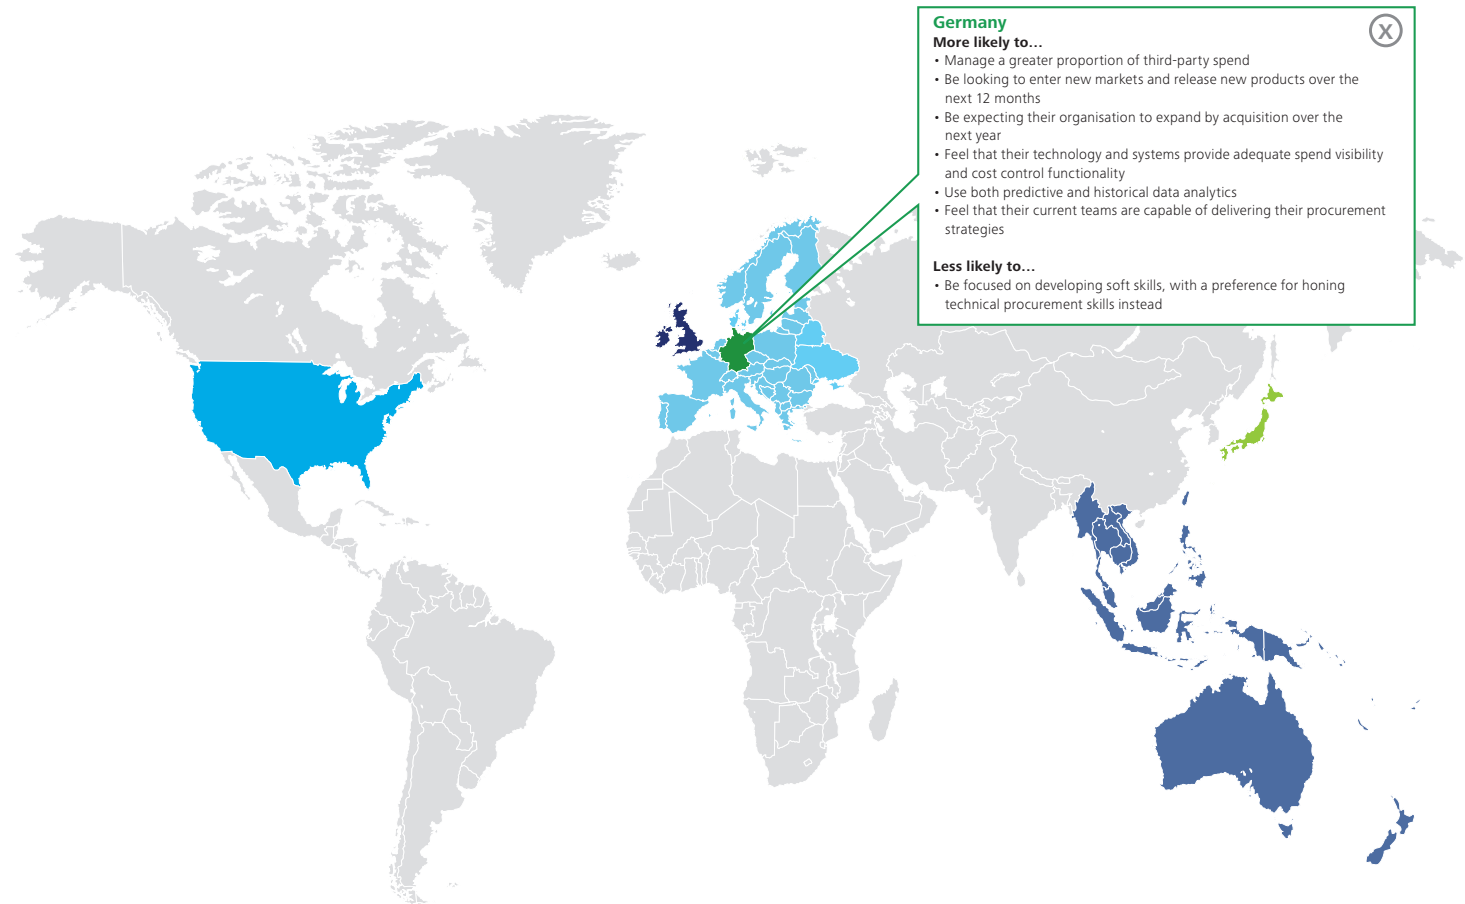 Germany
X
More likely to...
• Manage a greater proportion of third-party spend
• Be looking to enter new markets and release new products over the
next 12 months
• Be expecting their organisation to expand by acquisition over the
next year
• Feel that their technology and systems provide adequate spend visibility
and cost control functionality
• Use both predictive and historical data analytics
• Feel that their current teams are capable of delivering their procurement
strategies
Less likely to...
• Be focused on developing soft skills, with a preference for honing
technical procurement skills instead